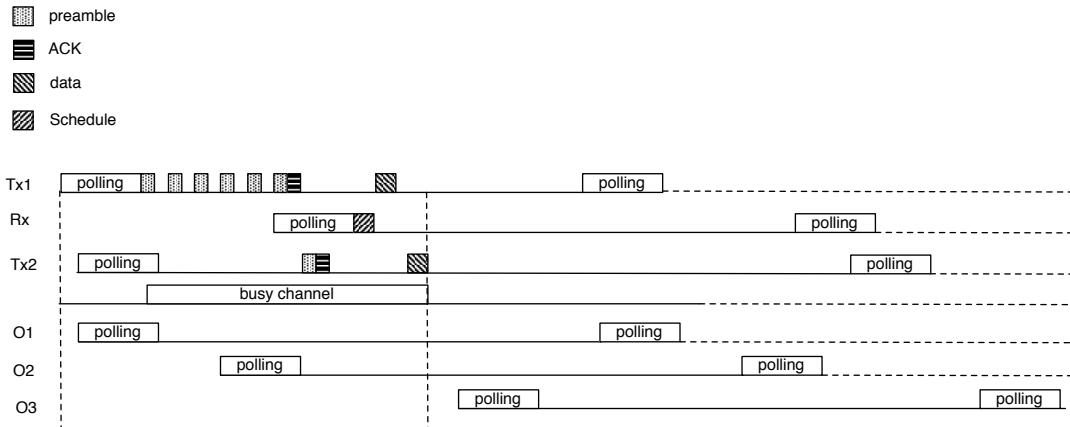 preamble
ACK
data
Schedule
Tx1 polling polling
Rx polling polling
Tx2 polling polling
busy channel
O1 polling polling
O2 polling polling
O3 polling polling